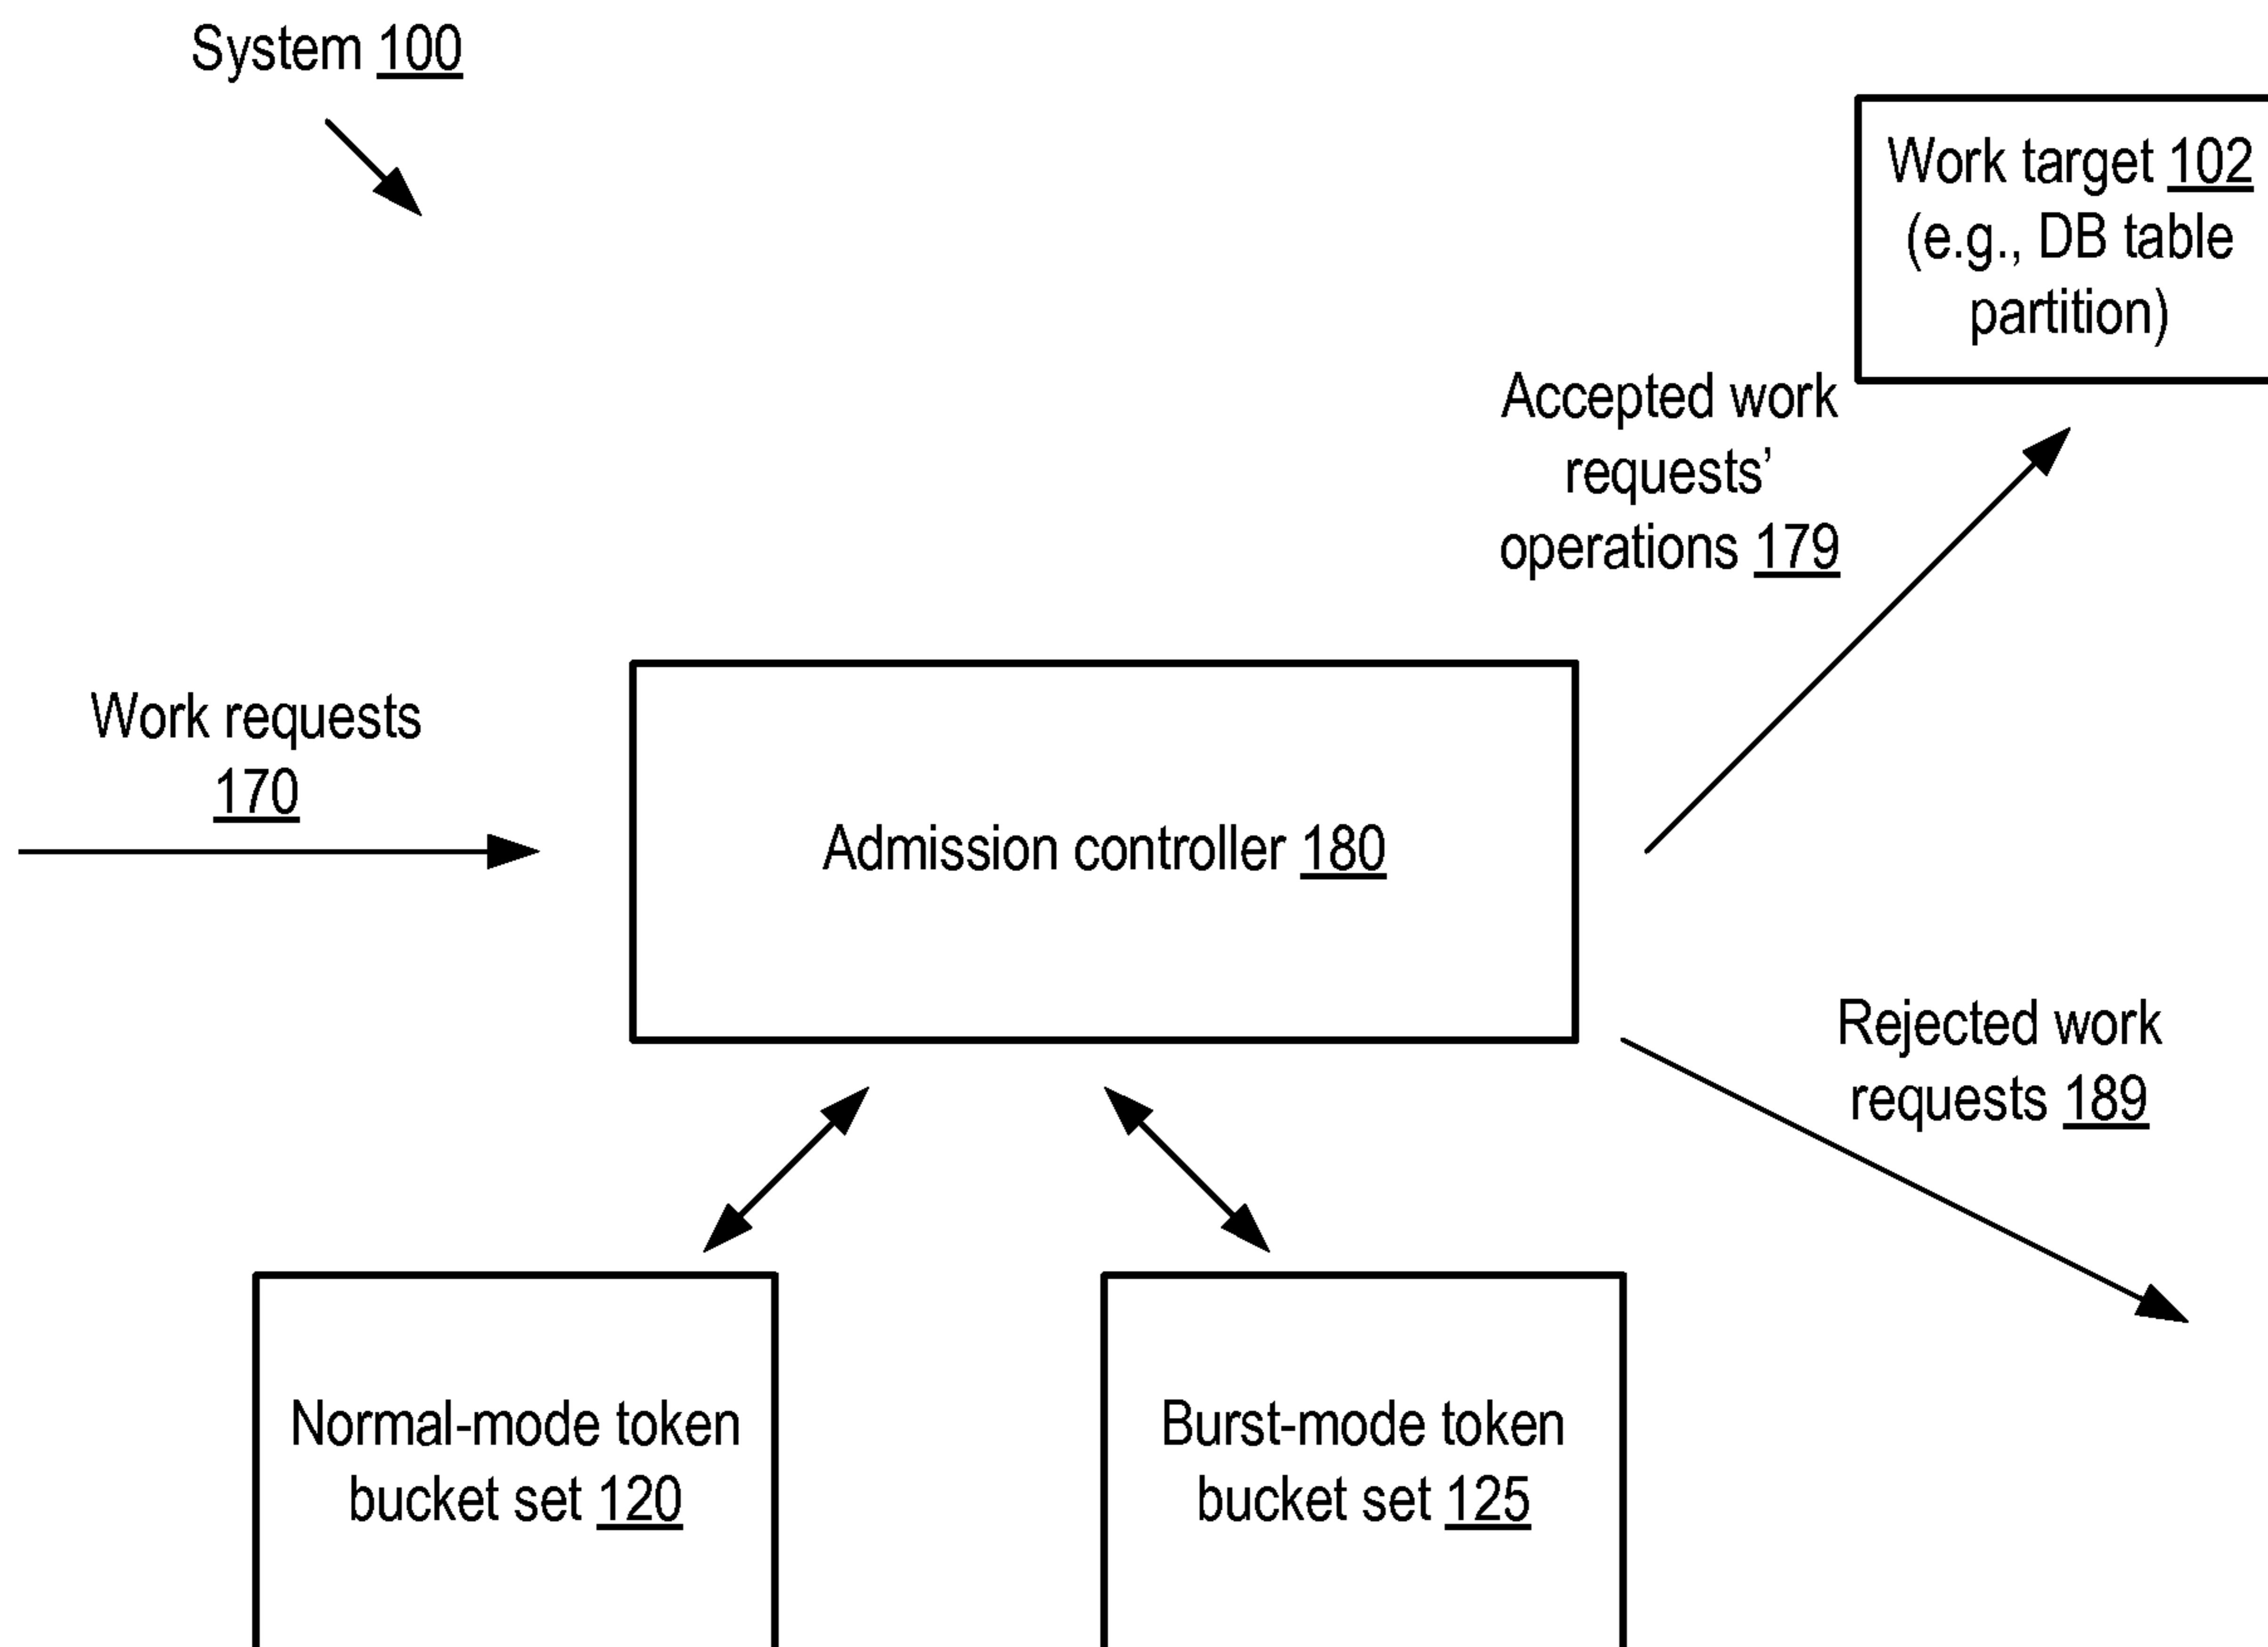 System 100
Work target 102
(e.g., DB table
partition)
Accepted work
requests’
operations 179
Work requests
170
Admission controller 180
Rejected work
requests 189
Normal-mode token
bucket set 120
Burst-mode token
bucket set 125